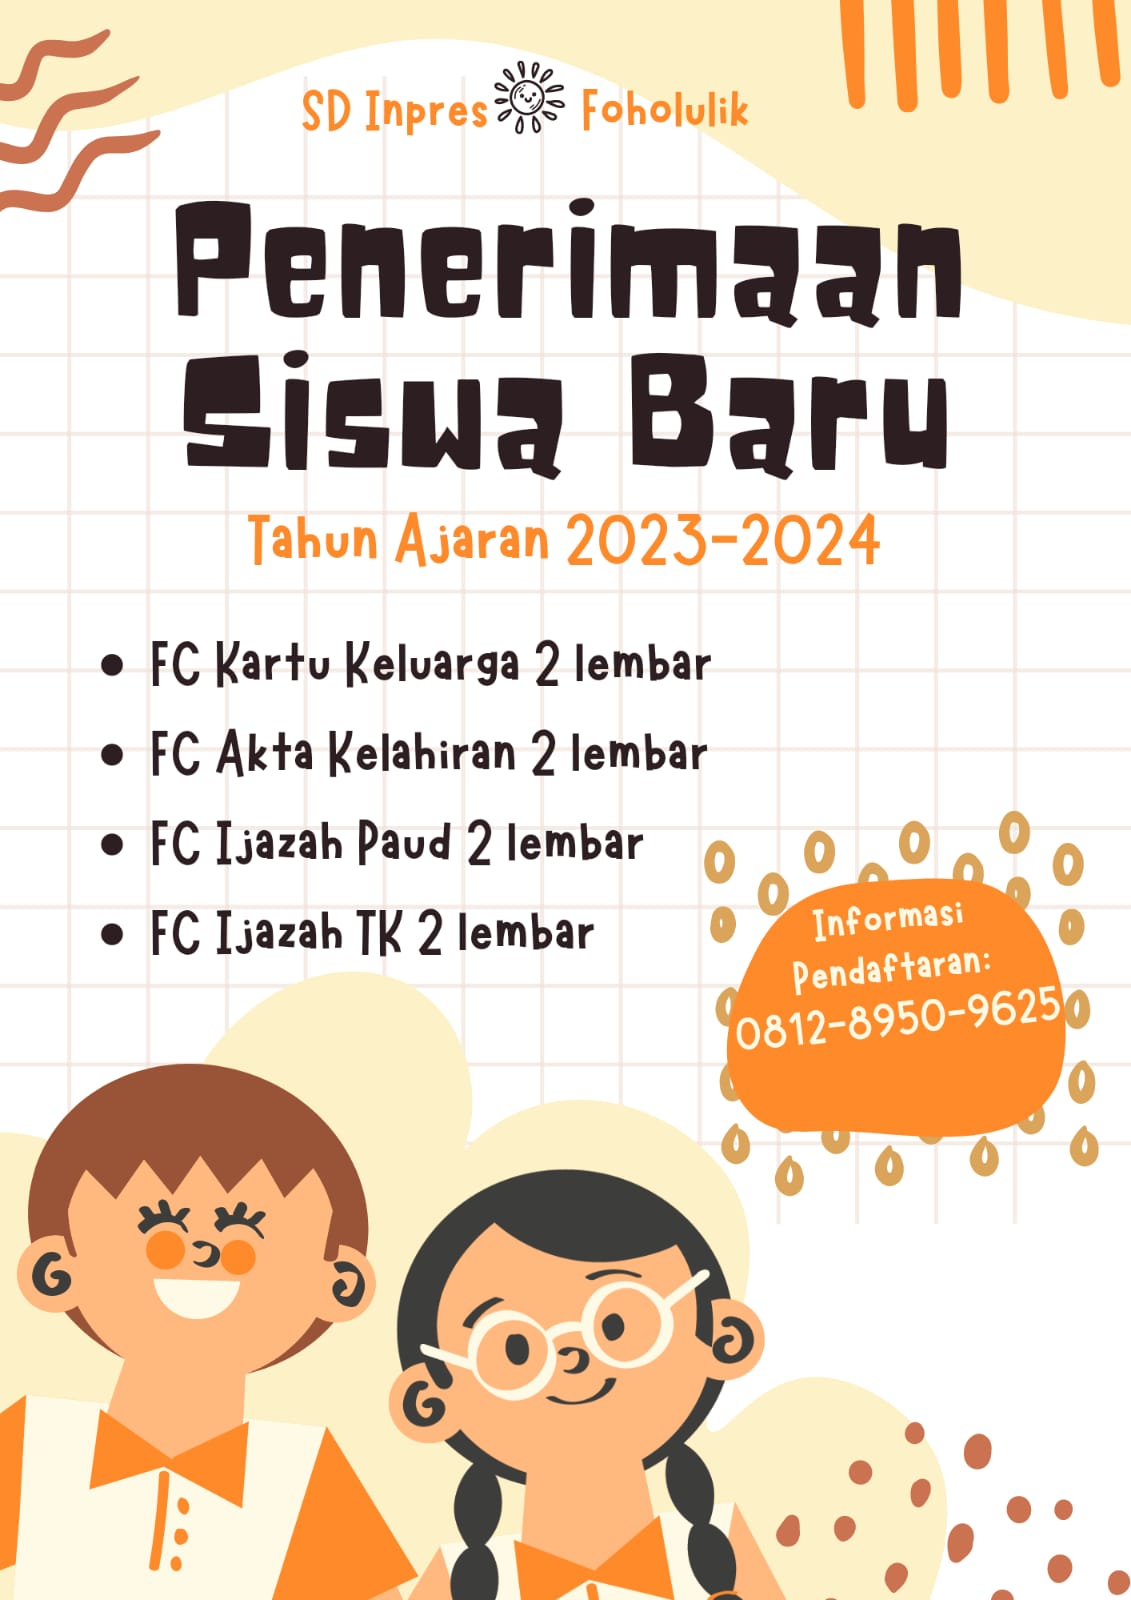 SD Inpres Foholulik
Penerimaan
Siswa Baru
Tahun Ajaran 2023-2024
• FC Kartu Keluarga 2 lembar
• FC Akta Kelahiran 2 lembar
• FC Ijazah Paud 2 lembar
• FC Ijazah TK 2 lembar
Informasi
Pendaftaran:
0812-8950-9625